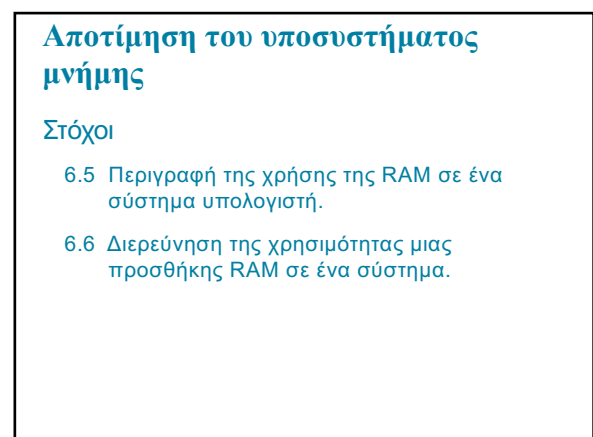 Αποτίμηση του υποσυστήματος
μνήμης
Στόχοι
6.5 Περιγραφή της χρήσης της RAM σε ένα
σύστημα υπολογιστή.
6.6 Διερεύνηση της χρησιμότητας μιας
προσθήκης RAM σε ένα σύστημα.